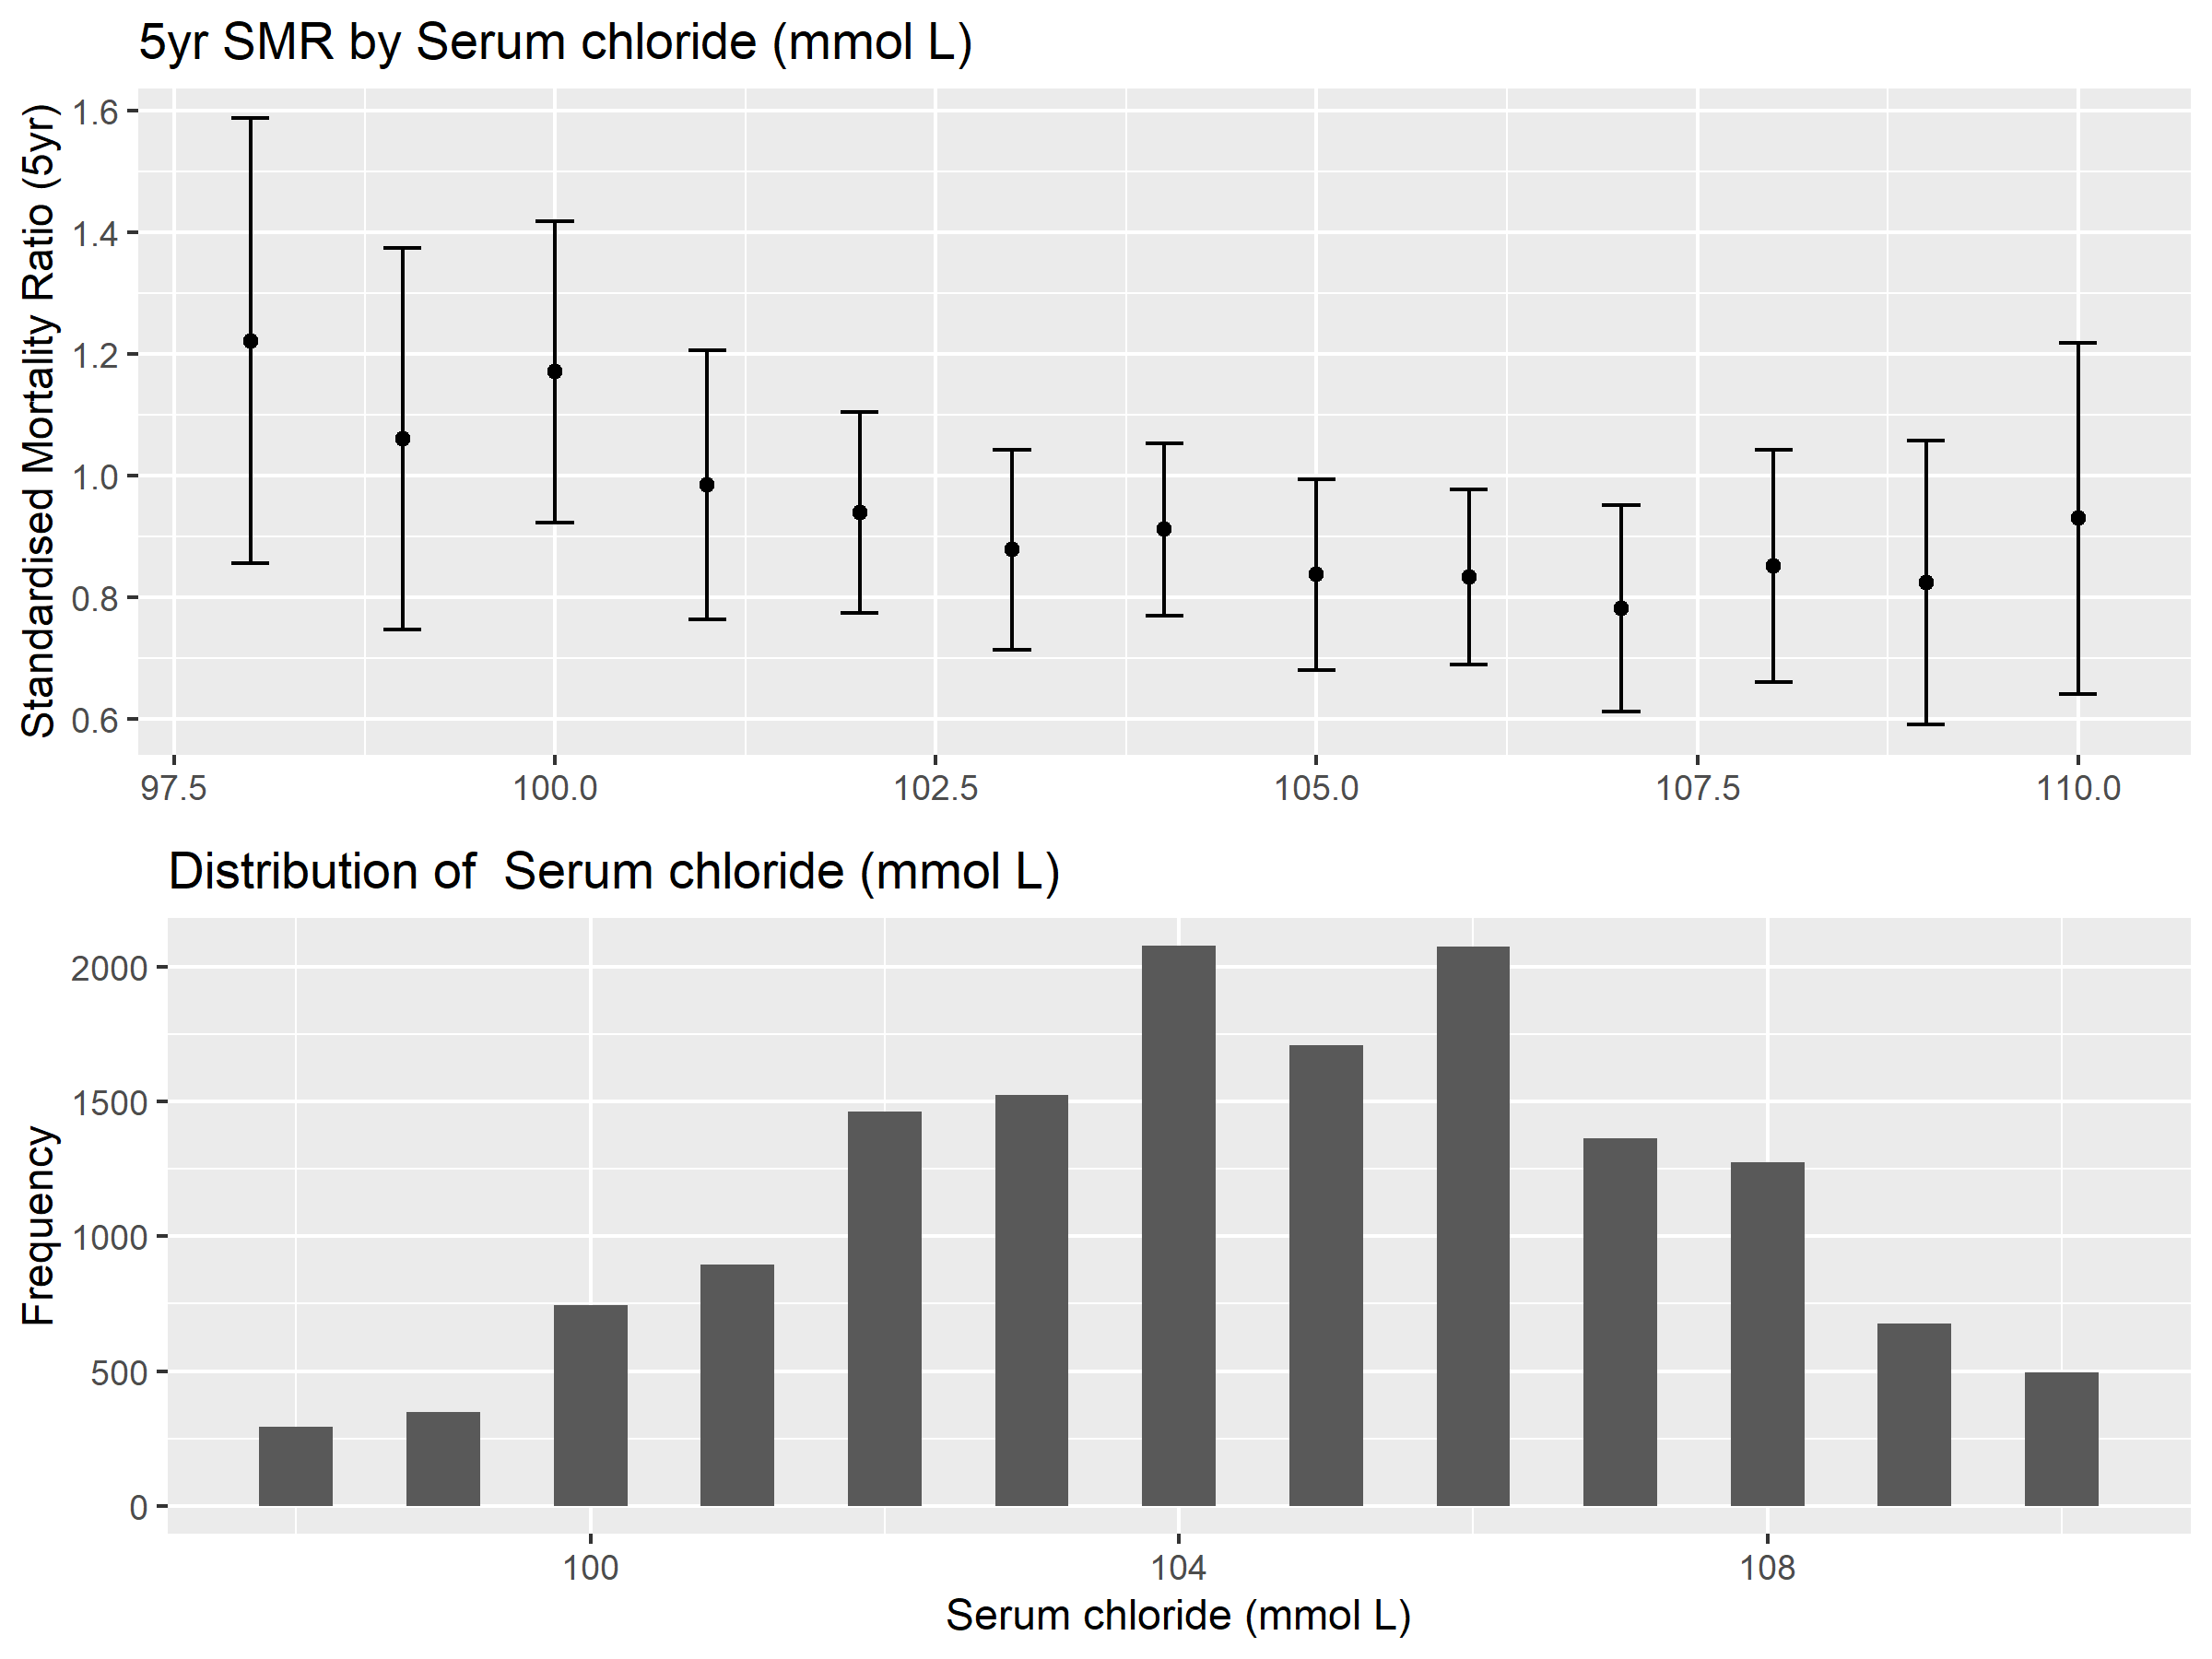 5yr SMR by Serum chloride (mmol L)
Standardised Mortality Ratio (5yr)
1.6
1.4
1.2
1.0
0.8
0.6
97.5 100.0 102.5 105.0 107.5 110.0
Distribution of  Serum chloride (mmol L)
Frequency
2000
1500
1000
500
0
100 104 108
Serum chloride (mmol L)